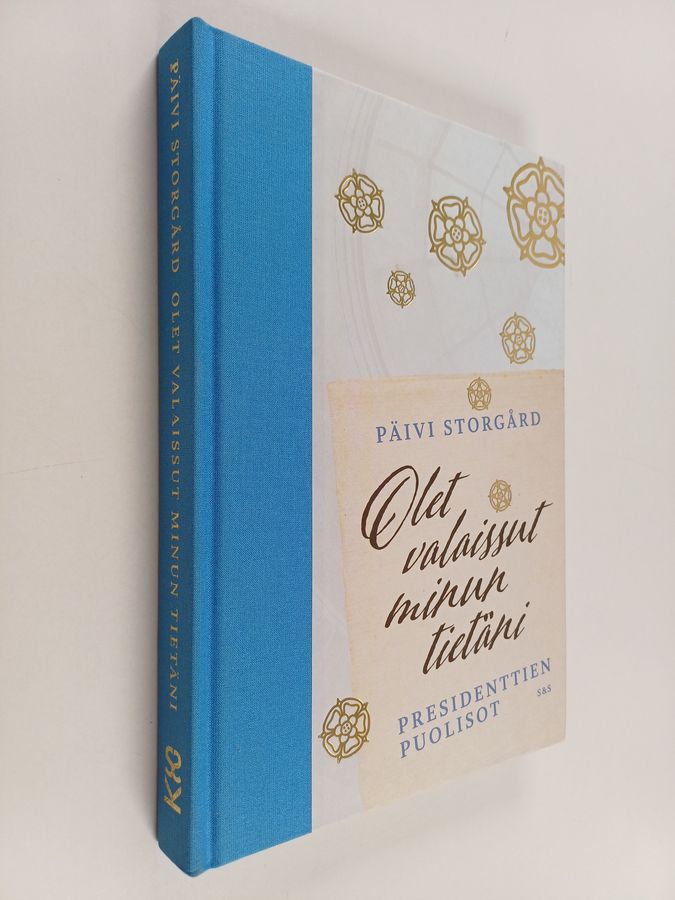 PÄIVI STORGÅRD OLET VALAISSUT MINUN TIETÄNI
PÄIVI STORGÅRD
Olet
valaissut
minun
tietäni
PRESIDENTTIEN
PUOLISOT
S&S